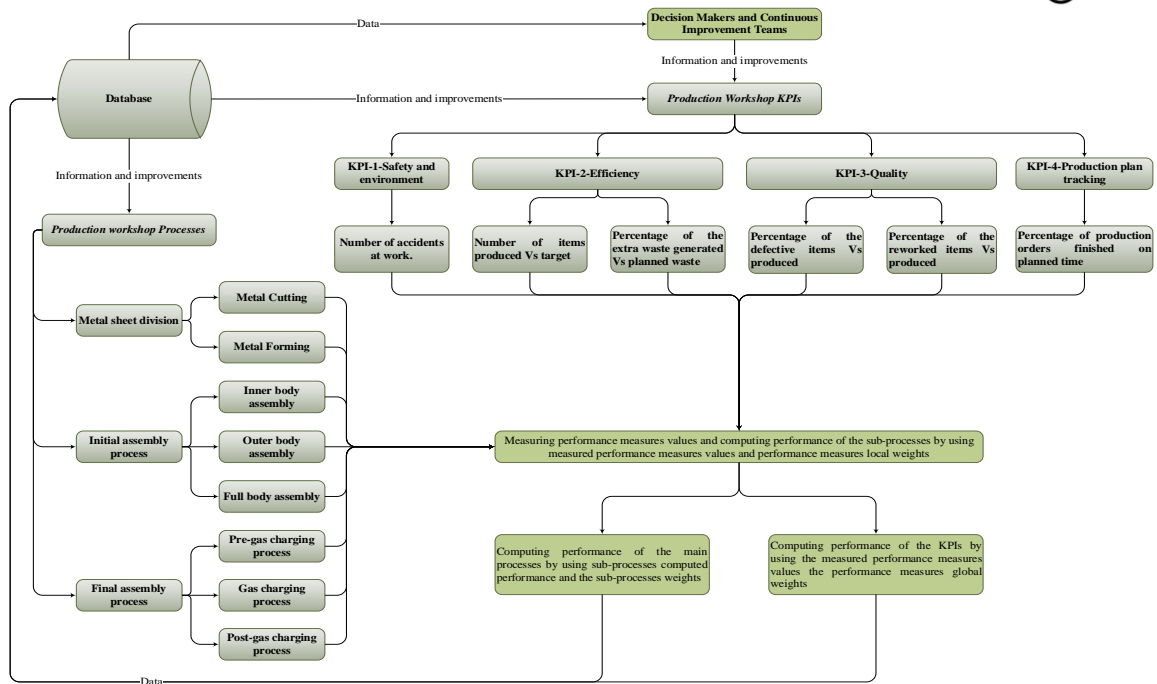 Data
Decision Makers and Continuous
Improvement Teams
Information and improvements
Database
Information and improvements
Production Workshop KPIs
Information and improvements
KPI-1-Safety and
environment
KPI-2-Efficiency
KPI-3-Quality
KPI-4-Production plan
tracking
Production workshop Processes
Number of accidents
at work.
Number of items
produced Vs target
Percentage of the
extra waste generated
Vs planned waste
Percentage of the
defective items Vs
produced
Percentage of the
reworked items Vs
produced
Percentage of production
orders finished on
planned time
Metal sheet division
Metal Cutting
Metal Forming
Initial assembly
process
Inner body
assembly
Outer body
assembly
Full body assembly
Measuring performance measures values and computing performance of the sub-processes by using
measured performance measures values and performance measures local weights
Final assembly
process
Pre-gas charging
process
Gas charging
process
Post-gas charging
process
Computing performance of the main
processes by using sub-processes computed
performance and the sub-processes weights
Computing performance of the KPIs by
using the measured performance measures
values the performance measures global
weights
Data